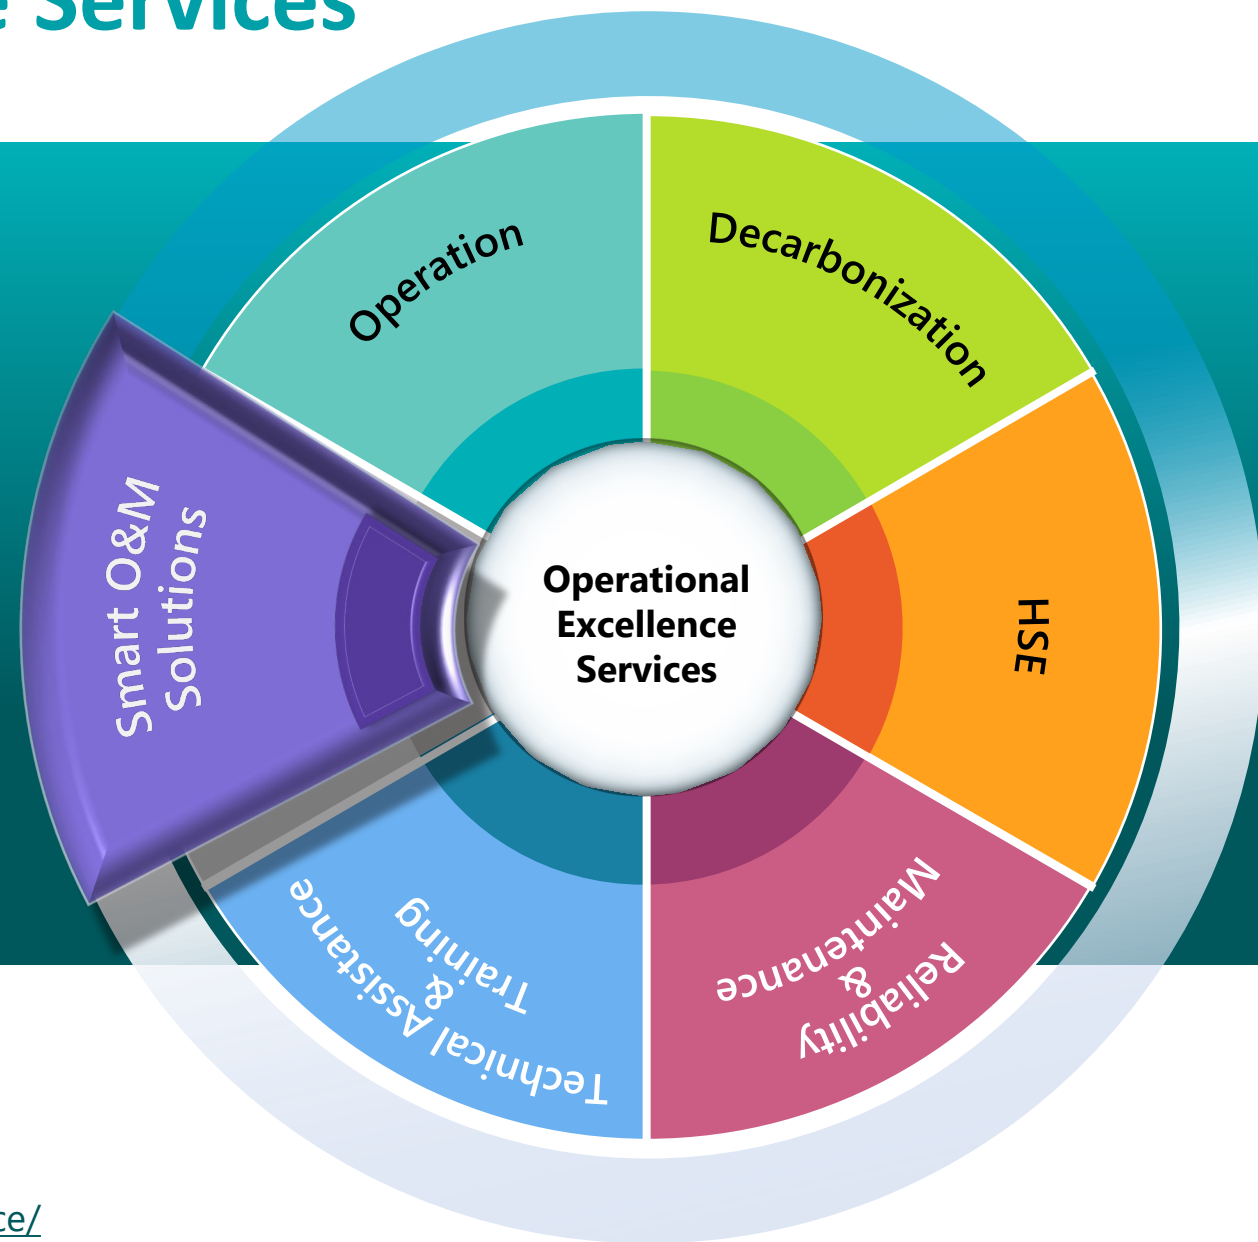 e Services
Operation
Decarbonization
HSE
Reliability
&
Maintenance
Technical Assistance
&
Training
Smart O&M
Solutions
Operational
Excellence
Services
ce/